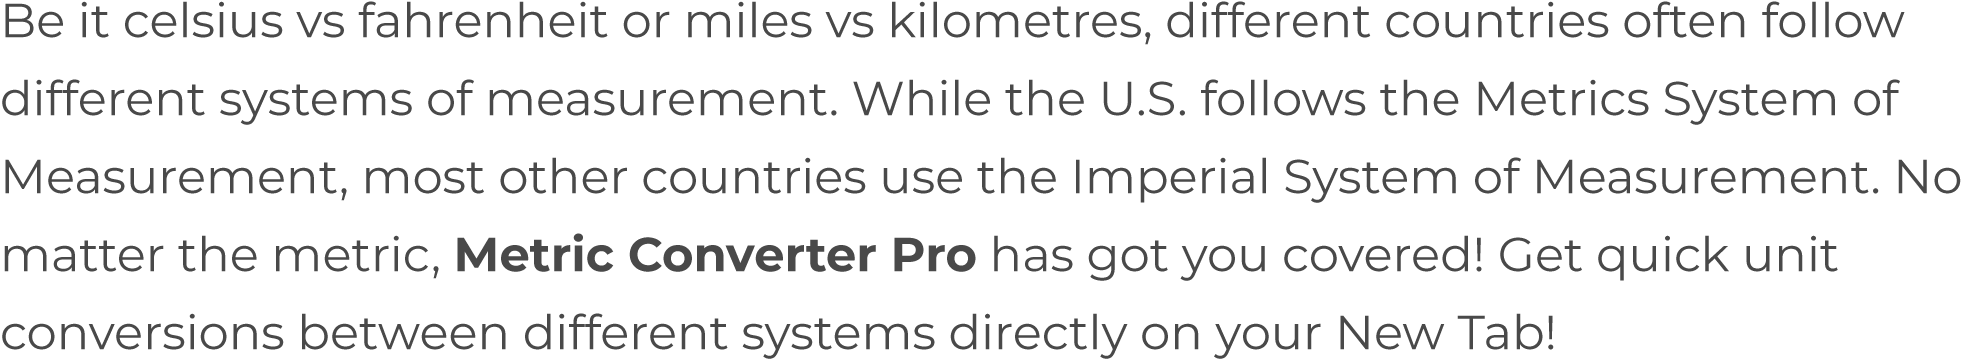 Be it celsius vs fahrenheit or miles vs kilometres, different countries often follow
different systems of measurement. While the U.S. follows the Metrics System of
Measurement, most other countries use the Imperial System of Measurement. No
matter the metric, Metric Converter Pro has got you covered! Get quick unit
conversions between different systems directly on your New Tab!